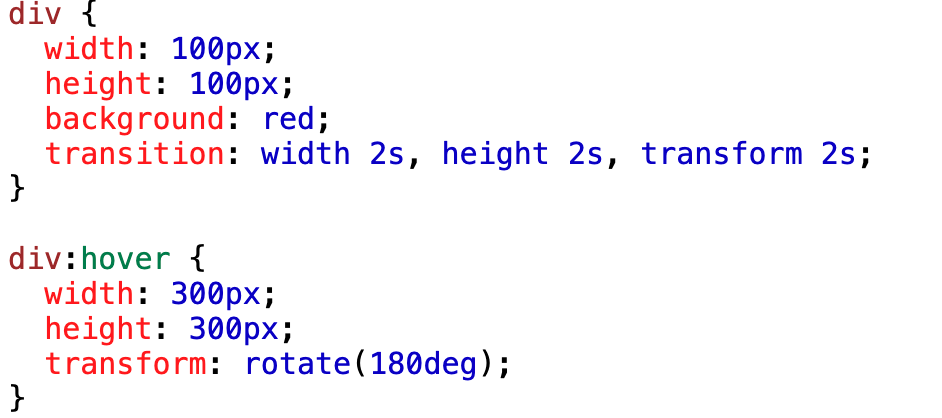 div {
  width: 100px;
  height: 100px;
  background: red;
  transition: width 2s, height 2s, transform 2s;
}

div:hover {
  width: 300px;
  height: 300px;
  transform: rotate(180deg);
}